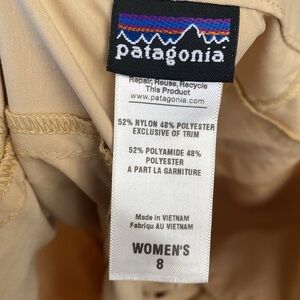 patagonia
Repair, Reuse, Recycle
This Product
www.patagonia.com
52% NYLON 48% POLYESTER
EXCLUSIVE OF TRIM
52% POLYAMIDE 48%
POLYESTER
A PART LA GARNITURE
Made in VIETNAM
Fabriqu AU VIETNAM
WOMEN'S
8